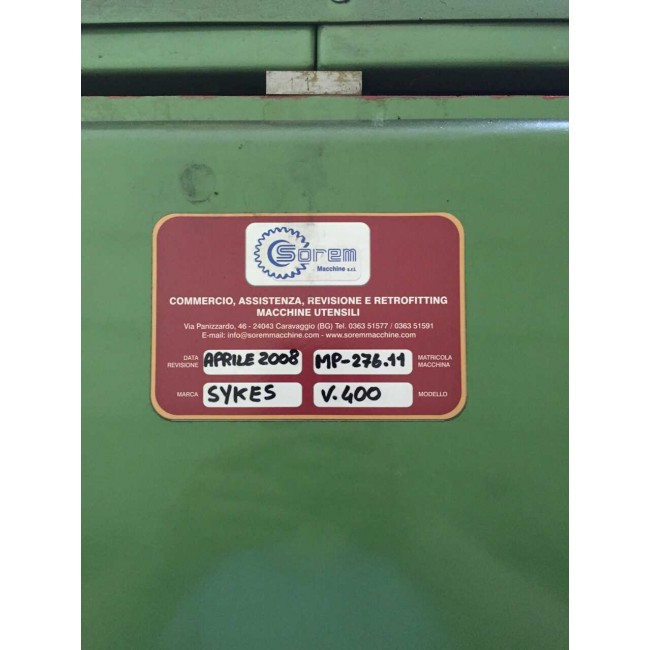 Sorem
Macchine s.r.l.
COMMERCIO, ASSISTENZA, REVISIONE E RETROFITTING
MACCHINE UTENSILI
Via Panizzardo, 46 - 24043 Caravaggio (BG) Tel. 0363 51577 / 0363 51591
E-mail: info@soremmacchine.com - www.soremmacchine.com
DATA REVISIONE APRILE 2008 MP-276.11 MATRICOLA MACCHINA
MARCA SYKES V.400 MODELLO